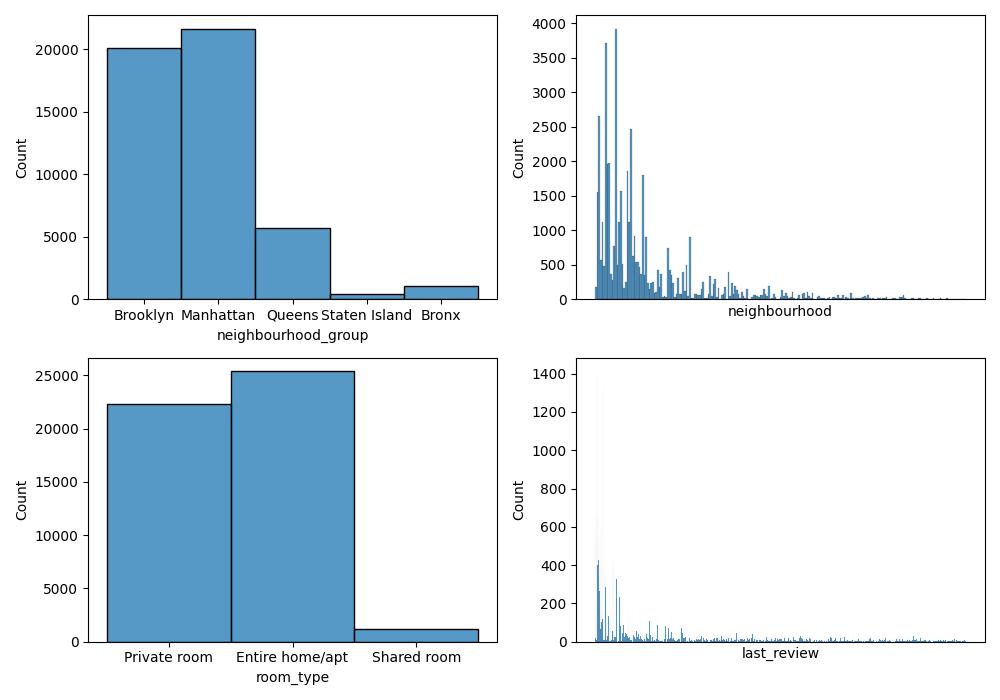 20000
15000
10000
5000
0
Count
Brooklyn Manhattan Queens Staten Island Bronx
neighbourhood_group
4000
3500
3000
2500
2000
1500
1000
500
0
Count
neighbourhood
25000
20000
15000
10000
5000
0
Count
Private room Entire home/apt Shared room
room_type
1400
1200
1000
800
600
400
200
0
Count
last_review